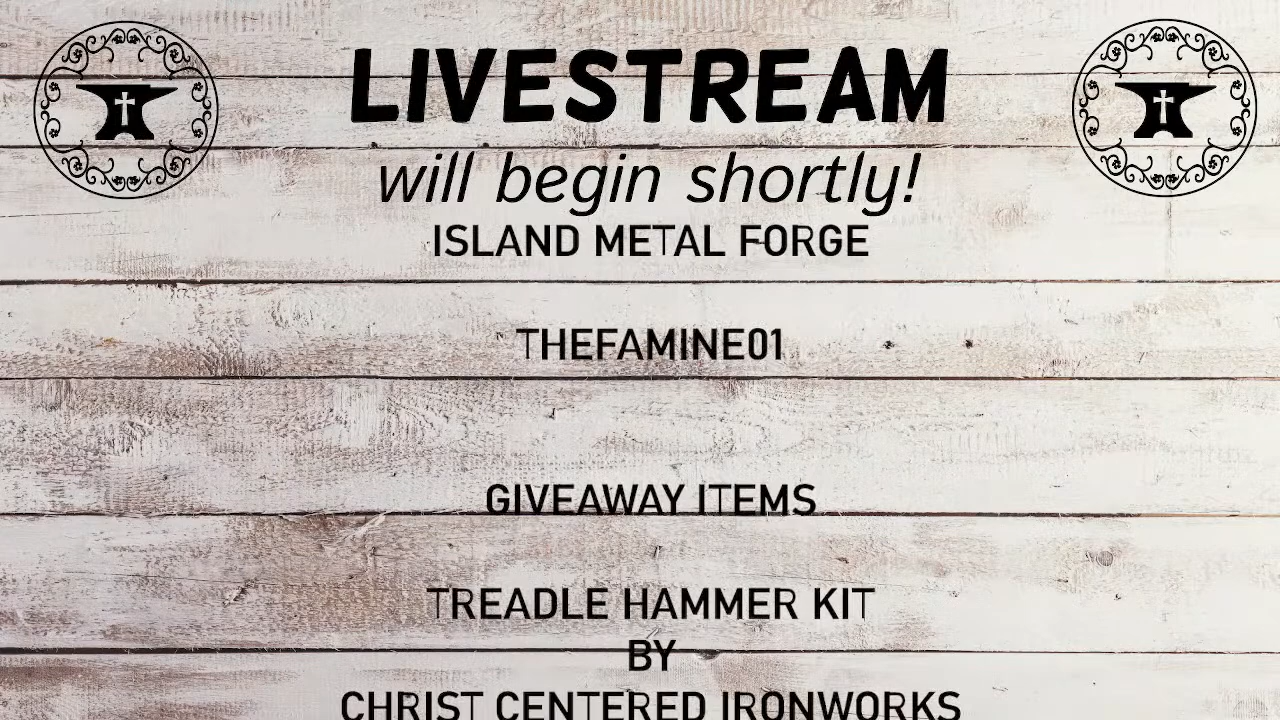 LIVESTREAM
will begin shortly!
ISLAND METAL FORGE
THEFAMINE01
GIVEAWAY ITEMS
TREADLE HAMMER KIT
BY
CHRIST CENTERED IRONWORKS